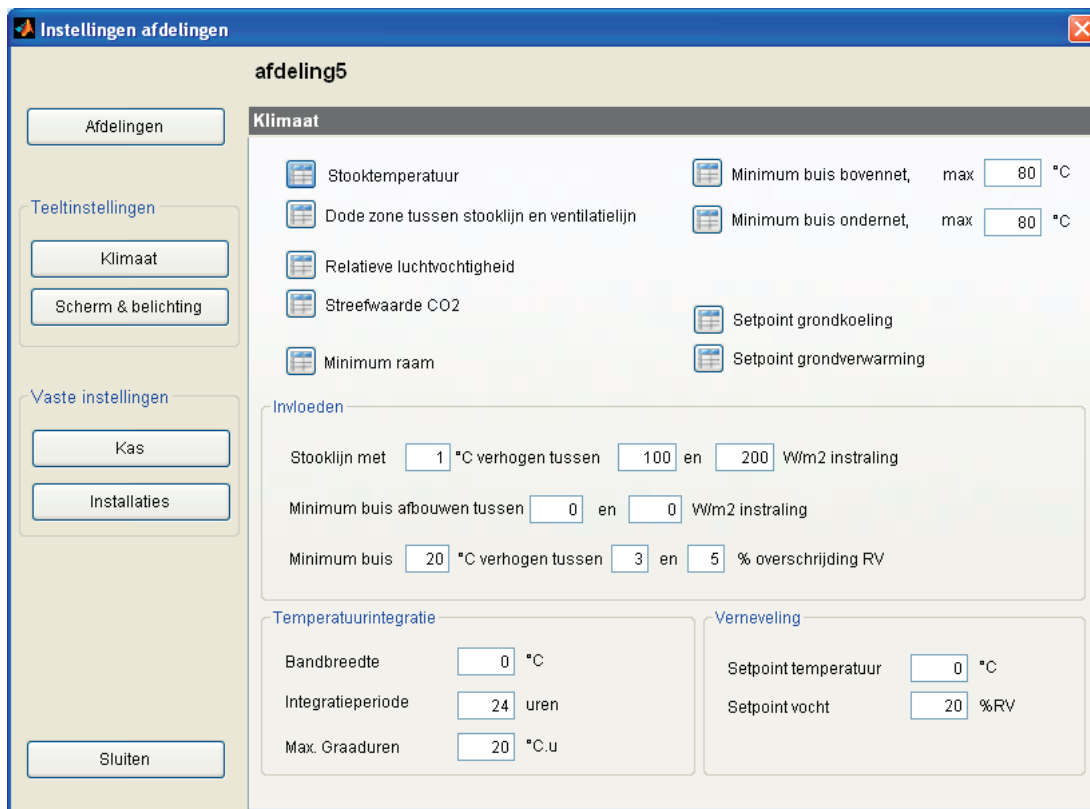 Instellingen afdelingen
afdeling5
Afdelingen
Teeltinstellingen
Klimaat
Scherm & belichting
Vaste instellingen
Kas
Installaties
Sluiten
Klimaat
Stooktemperatuur
Dode zone tussen stooklijn en ventilatielijn
Relatieve luchtvochtigheid
Streefwaarde CO2
Minimum raam
Minimum buis bovennet, max 80 °C
Minimum buis ondernet, max 80 °C
Setpoint grondkoeling
Setpoint grondverwarming
Invloeden
Stooklijn met 1 °C verhogen tussen 100 en 200 W/m2 instraling
Minimum buis afbouwen tussen 0 en 0 W/m2 instraling
Minimum buis 20 °C verhogen tussen 3 en 5 % overschrijding RV
Temperatuurintegratie
Bandbreedte 0 °C
Integratieperiode 24 uren
Max. Graaduren 20 °C.u
Verneveling
Setpoint temperatuur 0 °C
Setpoint vocht 20 %RV